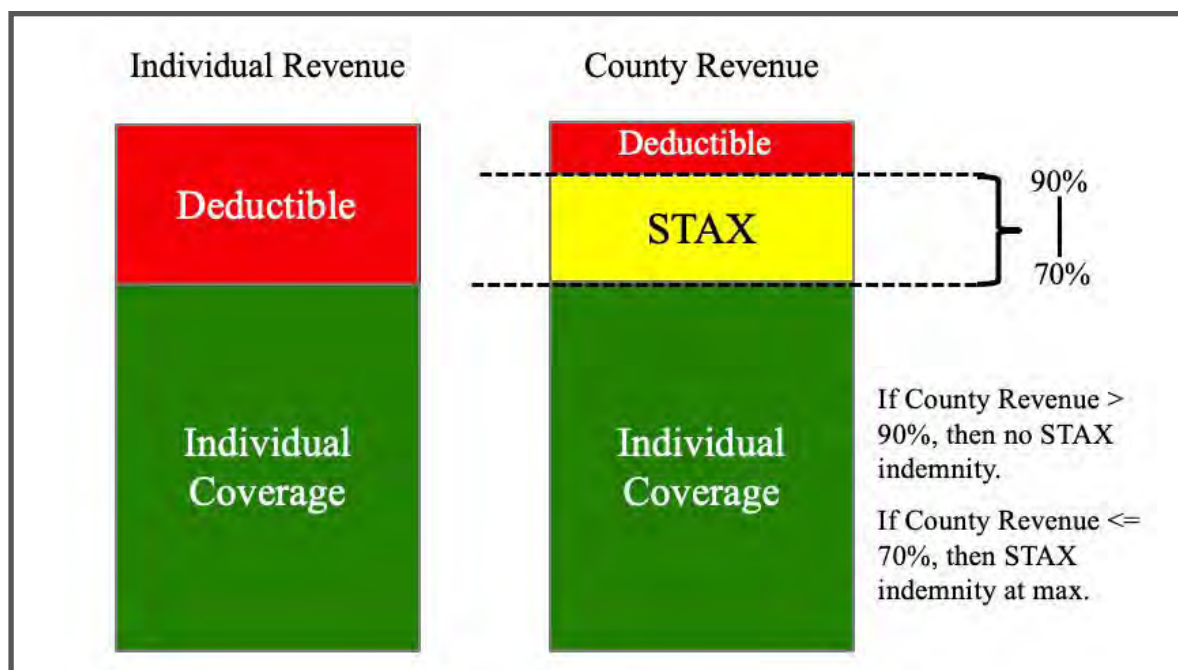 Individual Revenue
County Revenue
Deductible
Deductible
STAX
90%
70%
Individual
Coverage
Individual
Coverage
If County Revenue >
90%, then no STAX
indemnity.
If County Revenue <=
70%, then STAX
indemnity at max.